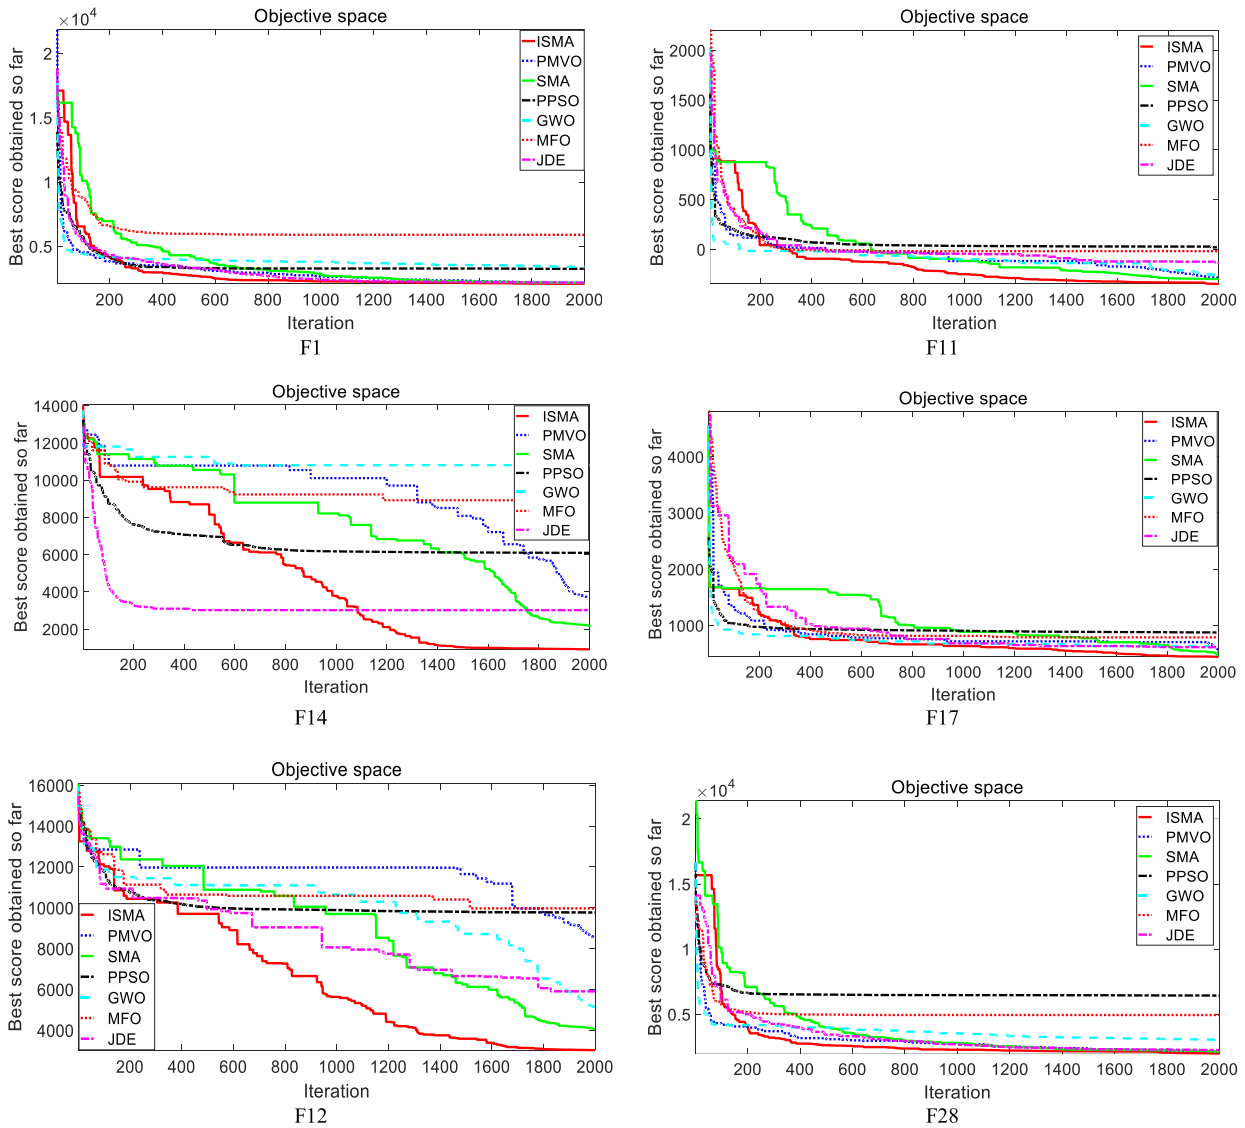 Objective space
×10⁴
Best score obtained so far
2
1.5
1
0.5
ISMA
PMVO
SMA
PPSO
GWO
MFO
JDE
200 400 600 800 1000 1200 1400 1600 1800 2000
Iteration
F1
Objective space
Best score obtained so far
2000
1500
1000
500
0
ISMA
PMVO
SMA
PPSO
GWO
MFO
JDE
200 400 600 800 1000 1200 1400 1600 1800 2000
Iteration
F11
Objective space
Best score obtained so far
14000
12000
10000
8000
6000
4000
2000
ISMA
PMVO
SMA
PPSO
GWO
MFO
JDE
200 400 600 800 1000 1200 1400 1600 1800 2000
Iteration
F14
Objective space
Best score obtained so far
4000
3000
2000
1000
ISMA
PMVO
SMA
PPSO
GWO
MFO
JDE
200 400 600 800 1000 1200 1400 1600 1800 2000
Iteration
F17
Objective space
Best score obtained so far
16000
14000
12000
10000
8000
6000
4000
ISMA
PMVO
SMA
PPSO
GWO
MFO
JDE
200 400 600 800 1000 1200 1400 1600 1800 2000
Iteration
F12
Objective space
×10⁴
Best score obtained so far
2
1.5
1
0.5
ISMA
PMVO
SMA
PPSO
GWO
MFO
JDE
200 400 600 800 1000 1200 1400 1600 1800 2000
Iteration
F28